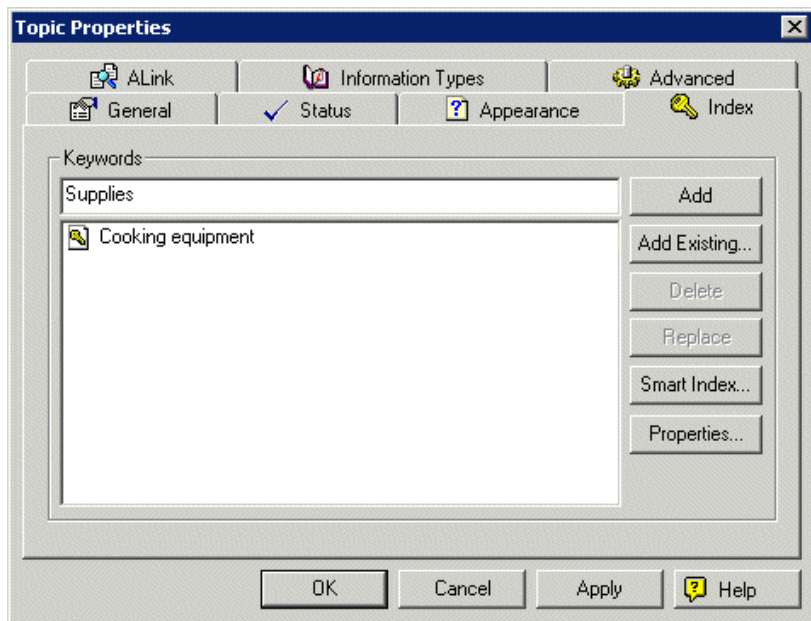 Topic Properties
ALink Information Types Advanced
General Status Appearance Index
Keywords
Supplies Add
Cooking equipment Add Existing...
Delete
Replace
Smart Index...
Properties...
OK Cancel Apply Help